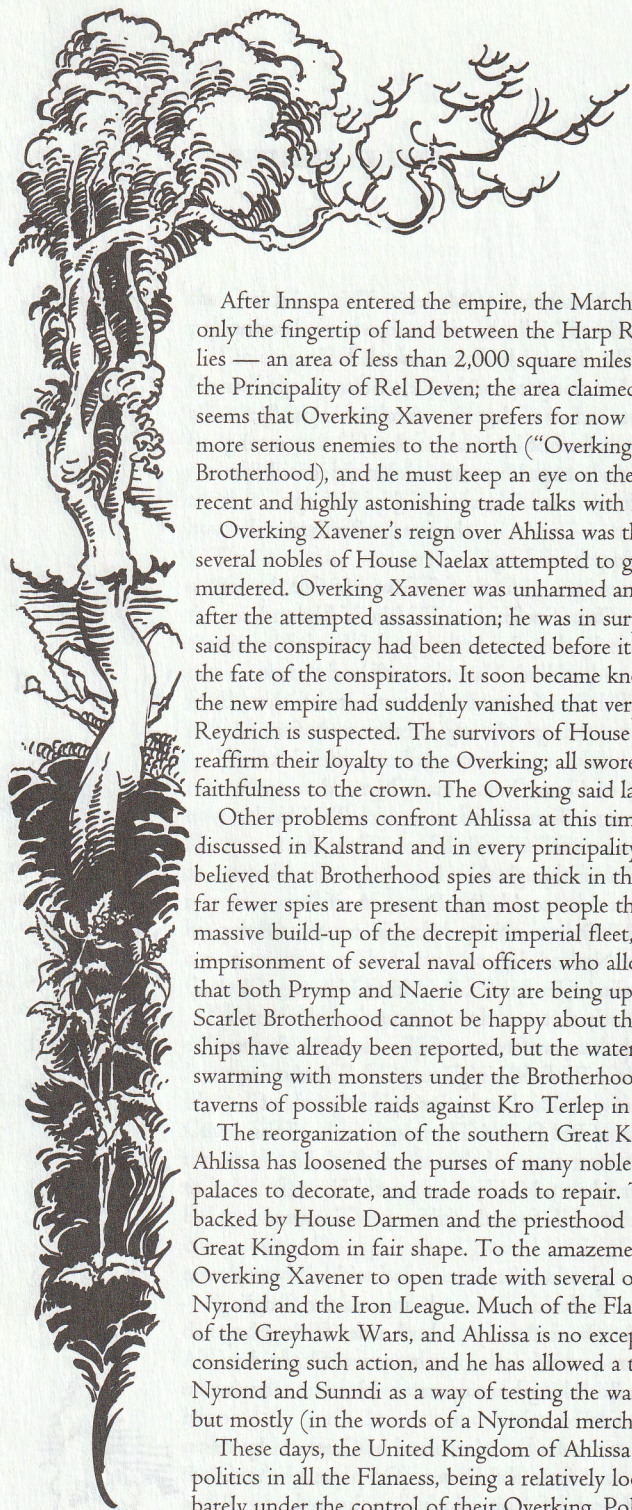 After Innspa entered the empire, the March
only the fingertip of land between the Harp R
lies — an area of less than 2,000 square miles
the Principality of Rel Deven; the area claimed
seems that Overking Xavener prefers for now
more serious enemies to the north (“Overking
Brotherhood), and he must keep an eye on the
recent and highly astonishing trade talks with
Overking Xavener’s reign over Ahlissa was th
several nobles of House Naelax attempted to g
murdered. Overking Xavener was unharmed an
after the attempted assassination; he was in sur
said the conspiracy had been detected before it
the fate of the conspirators. It soon became kno
the new empire had suddenly vanished that ver
Reydrich is suspected. The survivors of House
reaffirm their loyalty to the Overking; all swore
faithfulness to the crown. The Overking said la
Other problems confront Ahlissa at this tim
discussed in Kalstrand and in every principality
believed that Brotherhood spies are thick in th
far fewer spies are present than most people th
massive build-up of the decrepit imperial fleet,
imprisonment of several naval officers who allo
that both Prymp and Naerie City are being up
Scarlet Brotherhood cannot be happy about th
ships have already been reported, but the water
swarming with monsters under the Brotherhoo
taverns of possible raids against Kro Terlep in
The reorganization of the southern Great K
Ahlissa has loosened the purses of many noble
palaces to decorate, and trade roads to repair. T
backed by House Darmen and the priesthood
Great Kingdom in fair shape. To the amazeme
Overking Xavener to open trade with several o
Nyrond and the Iron League. Much of the Fla
of the Greyhawk Wars, and Ahlissa is no excep
considering such action, and he has allowed a t
Nyrond and Sunndi as a way of testing the wa
but mostly (in the words of a Nyrondal merch
These days, the United Kingdom of Ahlissa
politics in all the Flanaess, being a relatively loo
barely under the control of their Overking. Po